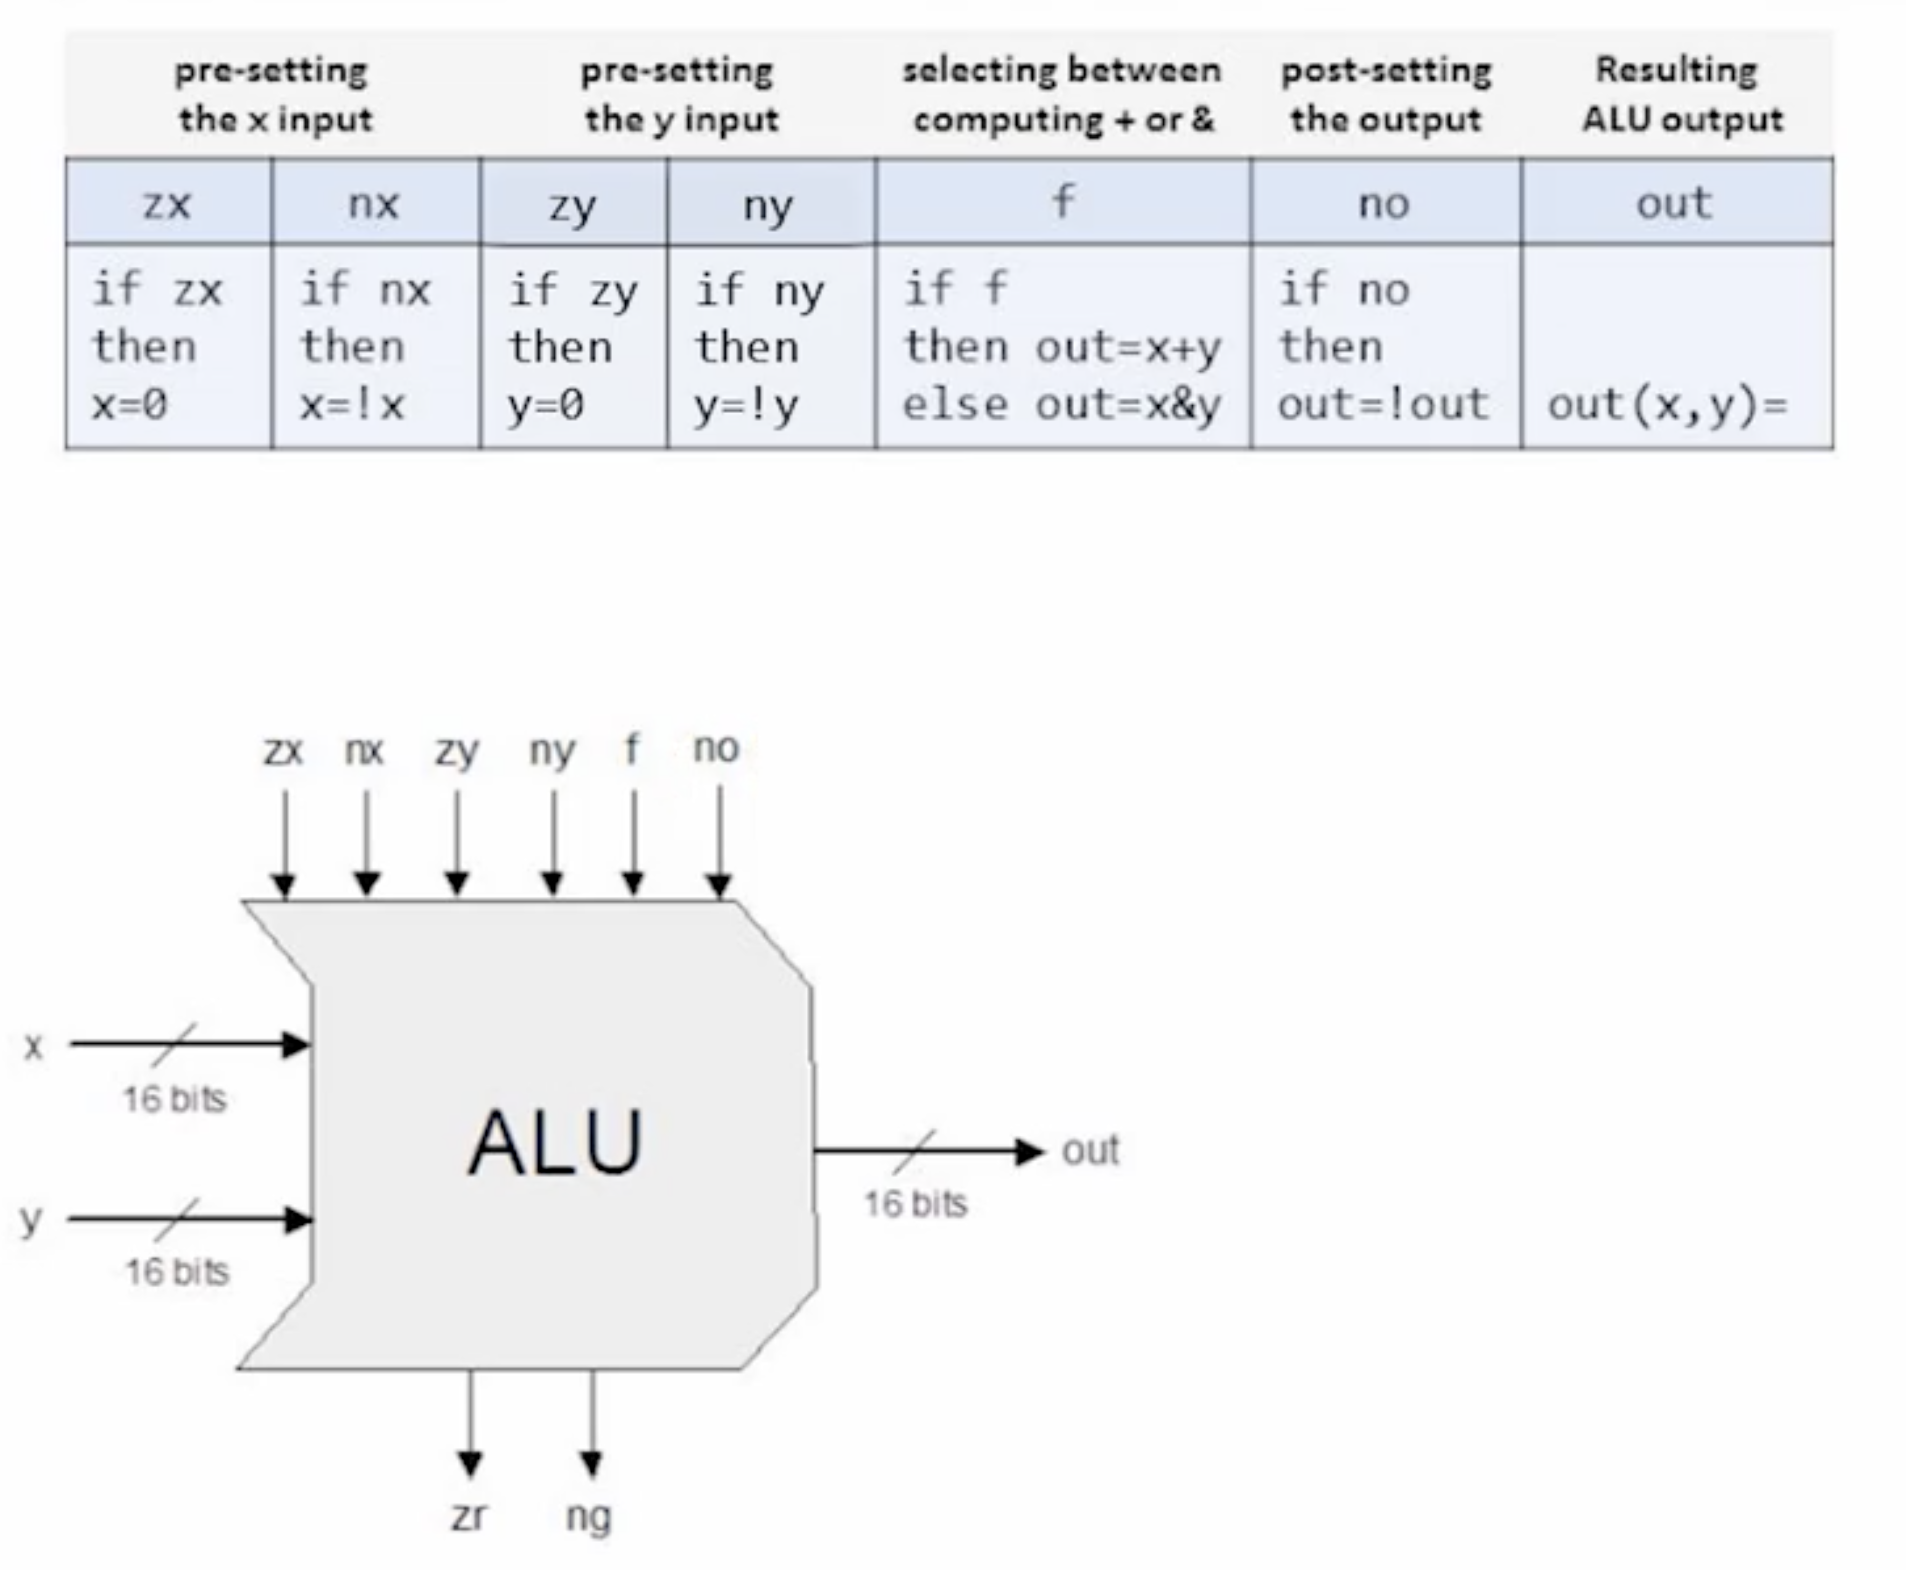 pre-setting
the x input
pre-setting
the y input
selecting between
computing + or &
post-setting
the output
Resulting
ALU output
zx
nx
zy
ny
f
no
out
if zx
then
x=0
if nx
then
x=!x
if zy
then
y=0
if ny
then
y=!y
if f
then out=x+y
else out=x&y
if no
then
out=!out
out(x,y)=
zx nx zy ny f no
x
16 bits
ALU
out
16 bits
y
16 bits
zr ng